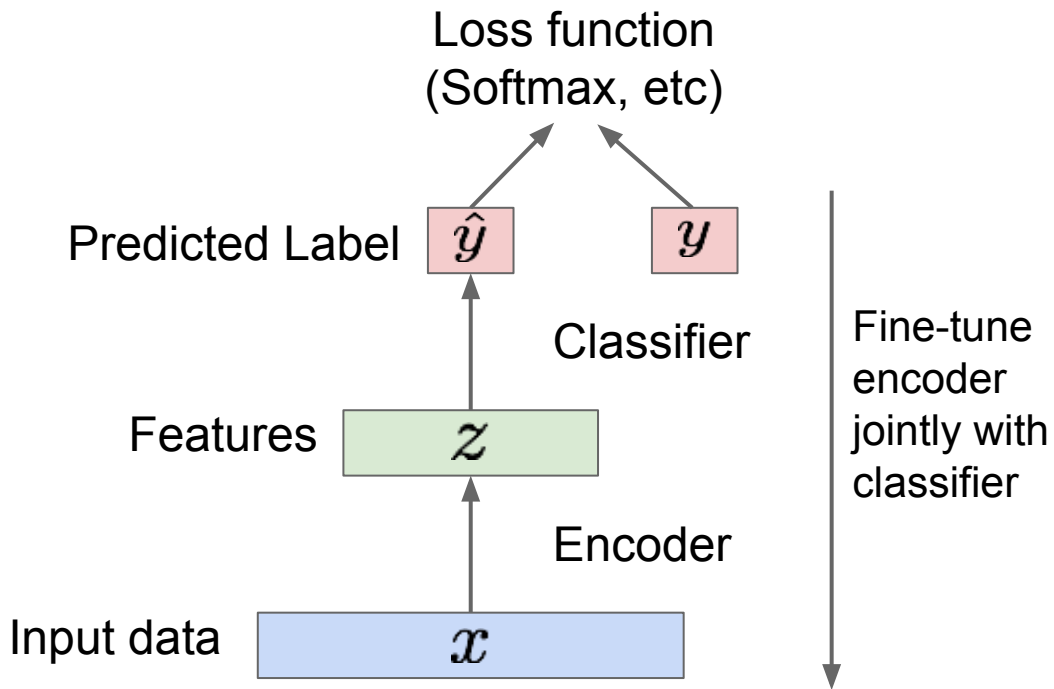 Loss function
(Softmax, etc)
Predicted Label
ŷ
y
Classifier
Fine-tune
encoder
jointly with
classifier
Features
z
Encoder
Input data
x